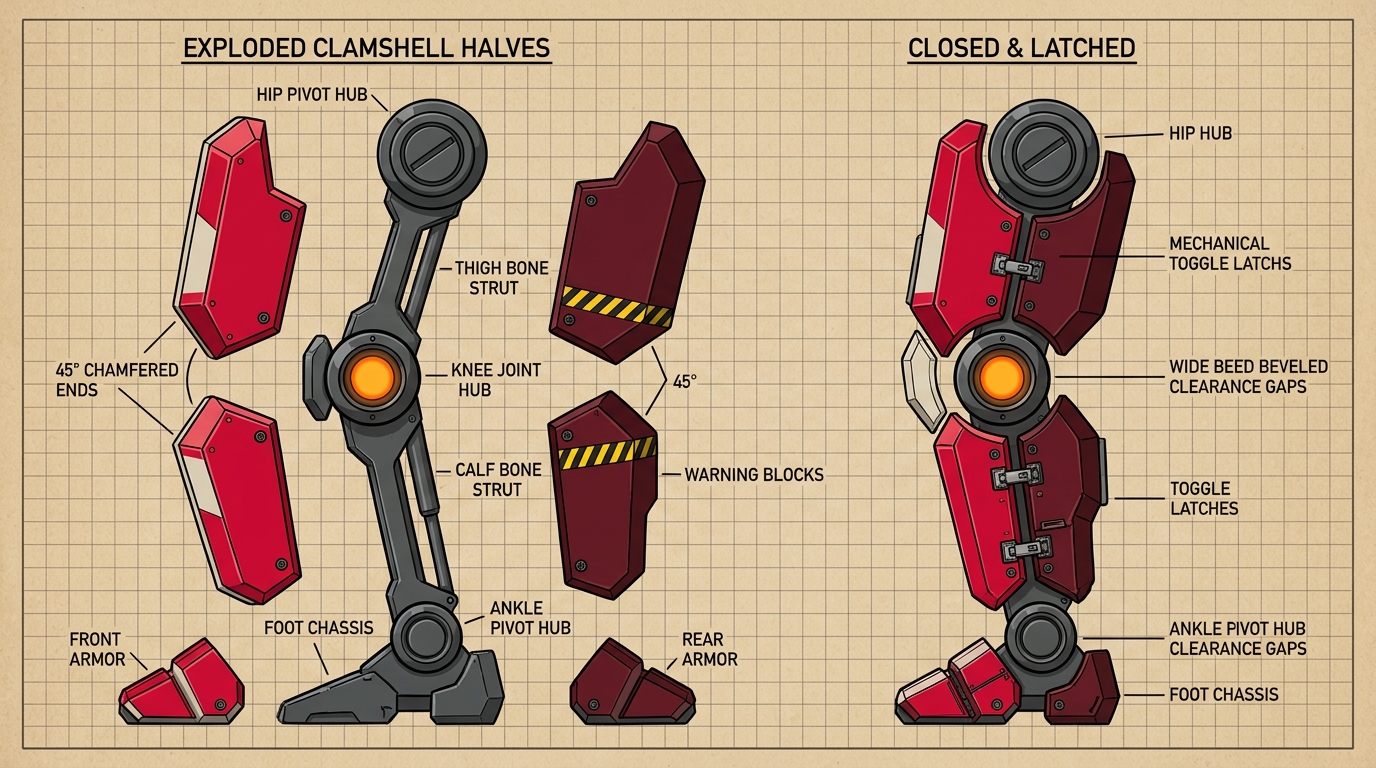 EXPLODED CLAMSHELL HALVES
HIP PIVOT HUB
THIGH BONE
STRUT
45° CHAMFERED
ENDS
KNEE JOINT
HUB
45°
CALF BONE
STRUT
WARNING BLOCKS
FRONT
ARMOR
FOOT CHASSIS
ANKLE
PIVOT HUB
REAR
ARMOR
CLOSED & LATCHED
HIP HUB
MECHANICAL
TOGGLE LATCHS
WIDE BEED BEVELED
CLEARANCE GAPS
TOGGLE
LATCHES
ANKLE PIVOT HUB
CLEARANCE GAPS
FOOT CHASSIS